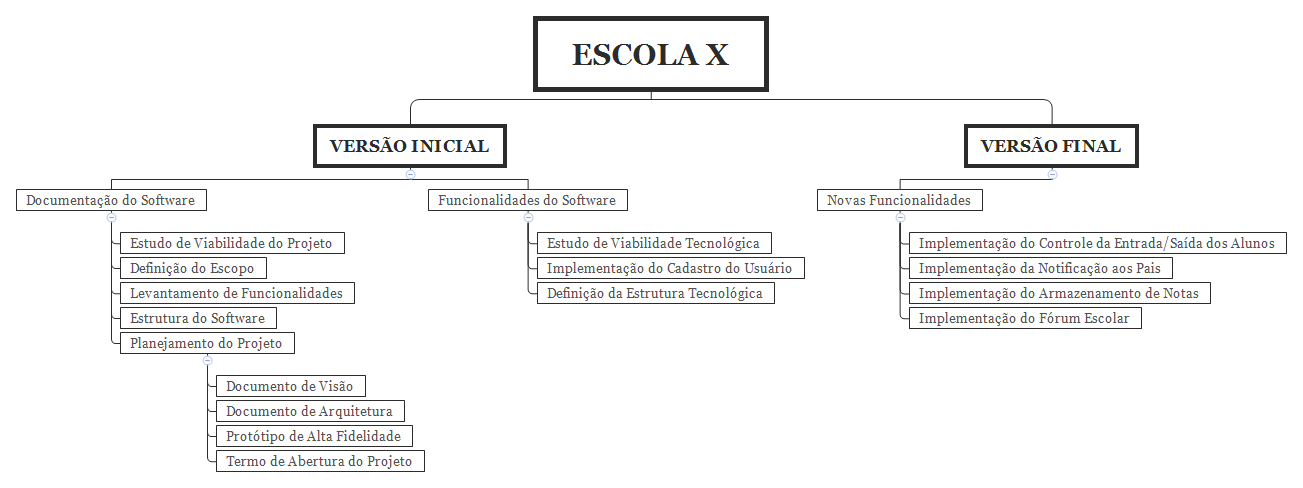 ESCOLA X
VERSÃO INICIAL
VERSÃO FINAL
Documentação do Software
Funcionalidades do Software
Novas Funcionalidades
Estudo de Viabilidade do Projeto
Definição do Escopo
Levantamento de Funcionalidades
Estrutura do Software
Planejamento do Projeto
Documento de Visão
Documento de Arquitetura
Protótipo de Alta Fidelidade
Termo de Abertura do Projeto
Estudo de Viabilidade Tecnológica
Implementação do Cadastro do Usuário
Definição da Estrutura Tecnológica
Implementação do Controle da Entrada/Saída dos Alunos
Implementação da Notificação aos Pais
Implementação do Armazenamento de Notas
Implementação do Fórum Escolar